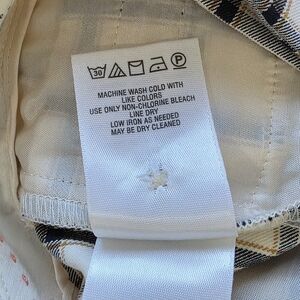 30 P
MACHINE WASH COLD WITH
LIKE COLORS
USE ONLY NON-CHLORINE BLEACH
LINE DRY
LOW IRON AS NEEDED
MAY BE DRY CLEANED